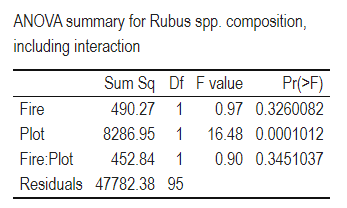 ANOVA summary for Rubus spp. composition,
including interaction
Sum Sq Df F value Pr(>F)
Fire 490.27 1 0.97 0.3260082
Plot 8286.95 1 16.48 0.0001012
Fire:Plot 452.84 1 0.90 0.3451037
Residuals 47782.38 95